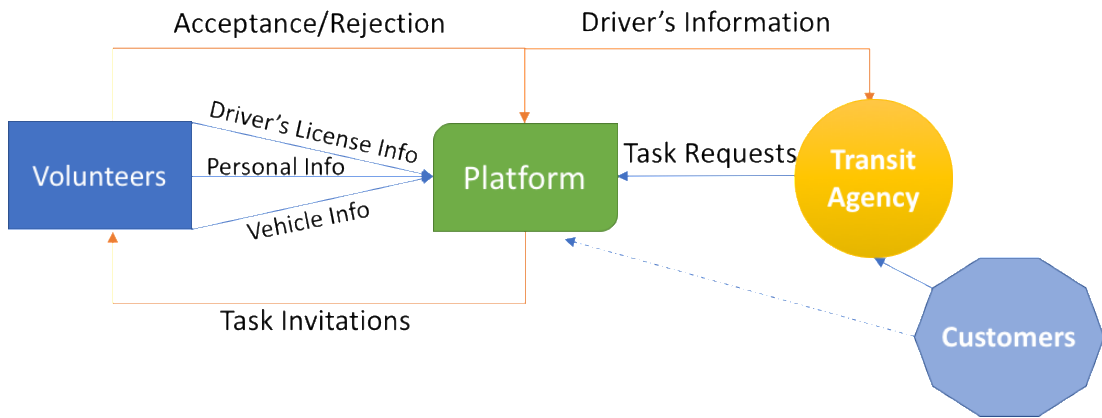 Acceptance/Rejection
Driver's Information
Driver's License Info
Personal Info
Vehicle Info
Volunteers
Platform
Task Requests
Transit
Agency
Task Invitations
Customers